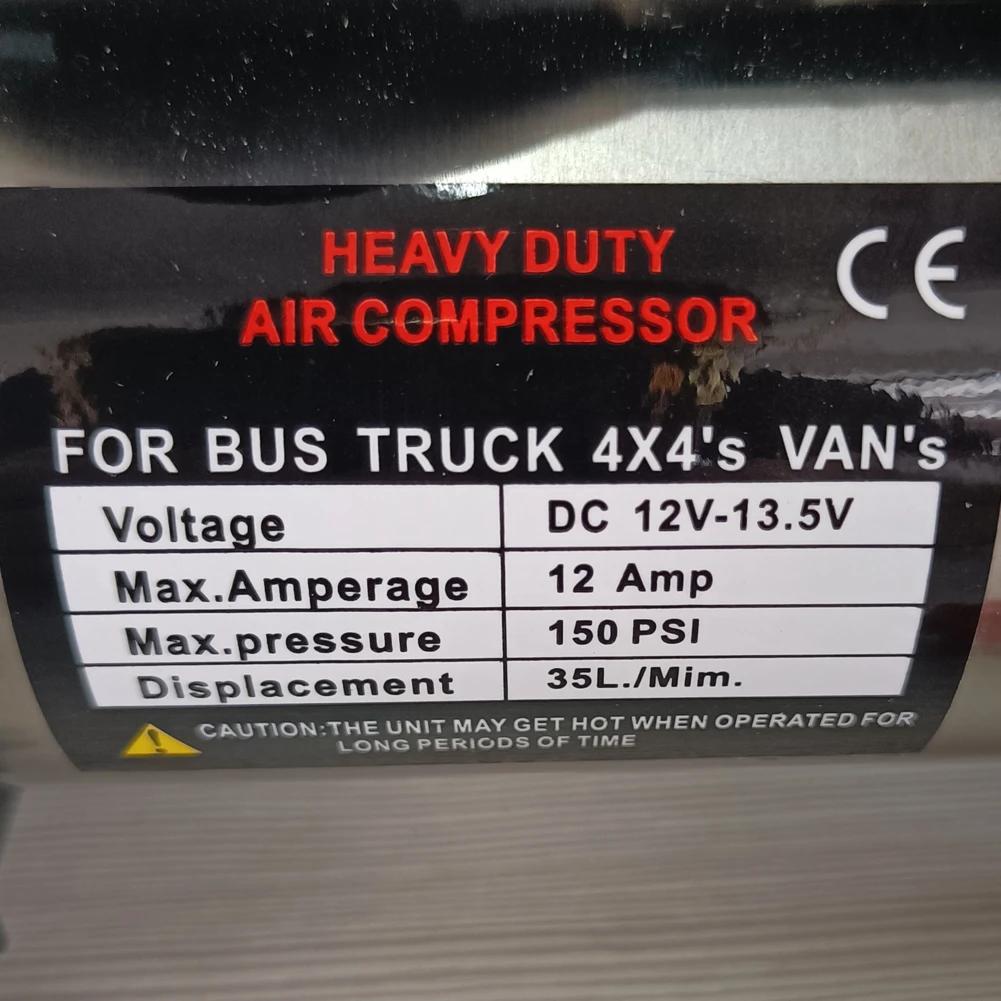 HEAVY DUTY
AIR COMPRESSOR
CE
FOR BUS TRUCK 4X4's VAN's
Voltage DC 12V-13.5V
Max.Amperage 12 Amp
Max.pressure 150 PSI
Displacement 35L./Mim.
CAUTION:THE UNIT MAY GET HOT WHEN OPERATED FOR
LONG PERIODS OF TIME